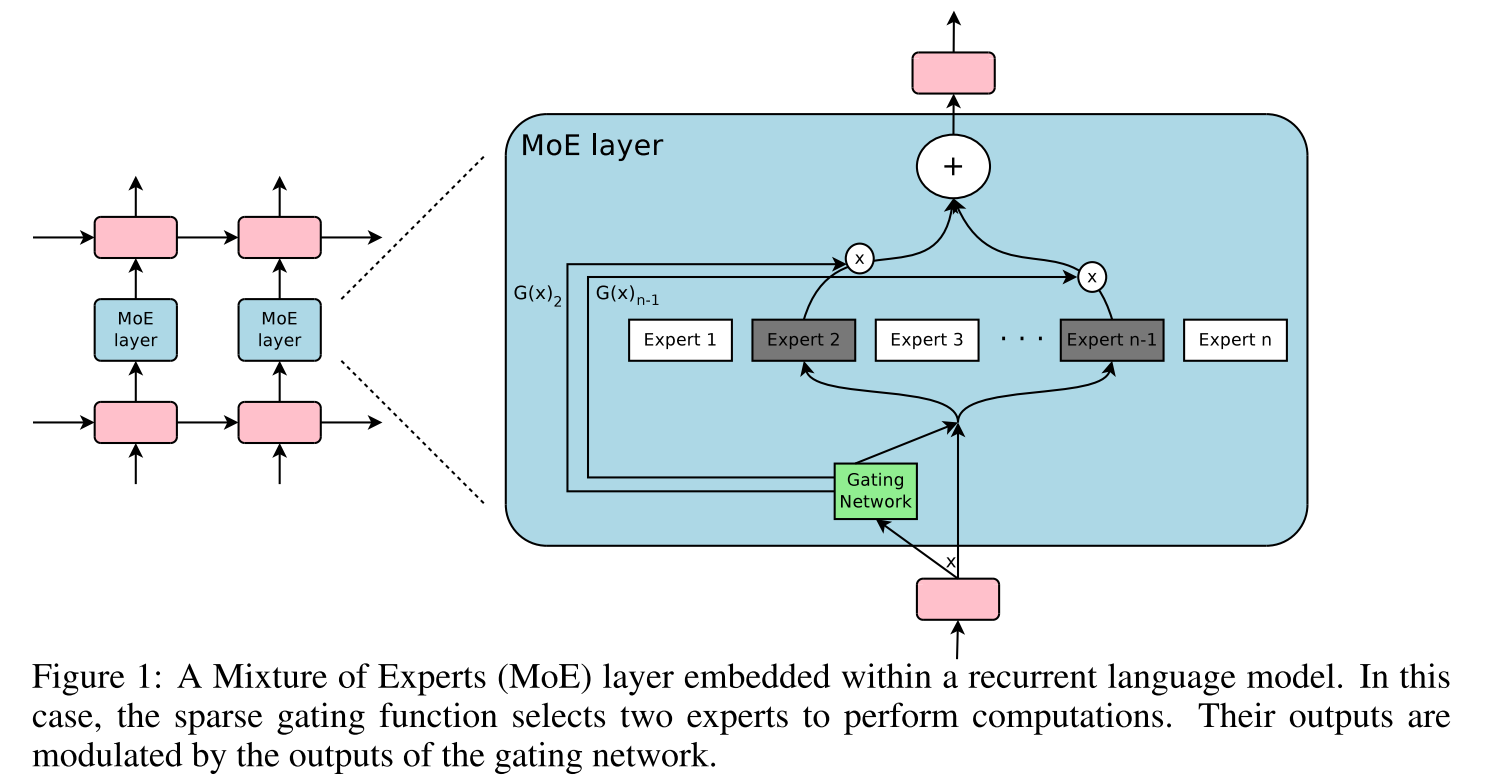 MoE layer
+
x
x
G(x)2
G(x)n-1
MoE
layer
MoE
layer
Expert 1
Expert 2
Expert 3
. . .
Expert n-1
Expert n
Gating
Network
x
Figure 1: A Mixture of Experts (MoE) layer embedded within a recurrent language model. In this
case, the sparse gating function selects two experts to perform computations. Their outputs are
modulated by the outputs of the gating network.